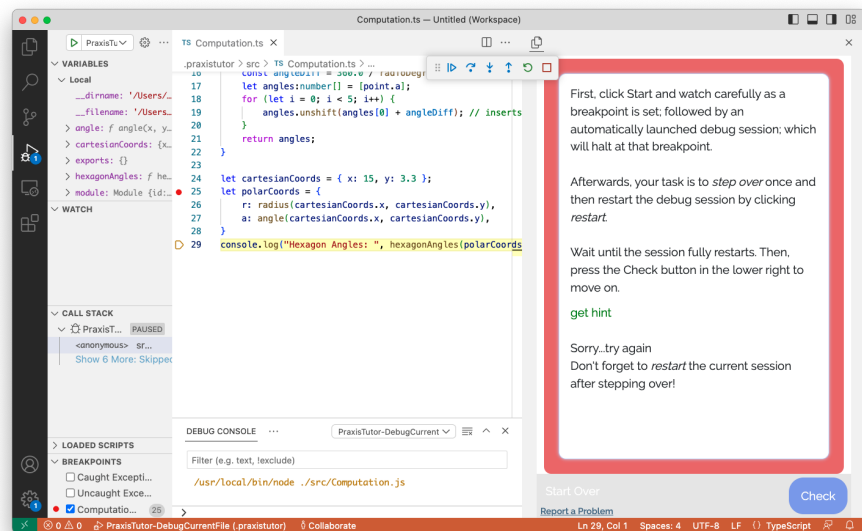 Computation.ts — Untitled (Workspace)
PraxisTu
TS Computation.ts ×
.praxistutor > src > TS Computation.ts > ...
VARIABLES
Local
__dirname: '/Users/…
__filename: '/Users…
angle: ƒ angle(x, y…
cartesianCoords: {x…
exports: {}
hexagonAngles: ƒ he…
module: Module {id:…
WATCH
CALL STACK
PraxisT... PAUSED
<anonymous> sr...
Show 6 More: Skipped
LOADED SCRIPTS
BREAKPOINTS
Caught Excepti...
Uncaught Exce...
Computatio... 25
16 const angleDiff = 360.0 / radToDegr
17 let angles:number[] = [point.a];
18 for (let i = 0; i < 5; i++) {
19 angles.unshift(angles[0] + angleDiff); // inserts
20 }
21 return angles;
22 }
23
24 let cartesianCoords = { x: 15, y: 3.3 };
25 let polarCoords = {
26 r: radius(cartesianCoords.x, cartesianCoords.y),
27 a: angle(cartesianCoords.x, cartesianCoords.y),
28 }
29 console.log("Hexagon Angles: ", hexagonAngles(polarCoords
DEBUG CONSOLE ...
PraxisTutor-DebugCurrent
Filter (e.g. text, !exclude)
/usr/local/bin/node ./src/Computation.js
>
First, click Start and watch carefully as a
breakpoint is set; followed by an
automatically launched debug session; which
will halt at that breakpoint.
Afterwards, your task is to step over once and
then restart the debug session by clicking
restart.
Wait until the session fully restarts. Then,
press the Check button in the lower right to
move on.
get hint
Sorry...try again
Don't forget to restart the current session
after stepping over!
Start Over
Report a Problem
Check
1
1
0 0 PraxisTutor-DebugCurrentFile (.praxistutor) Collaborate
Ln 29, Col 1 Spaces: 4 UTF-8 LF {} TypeScript